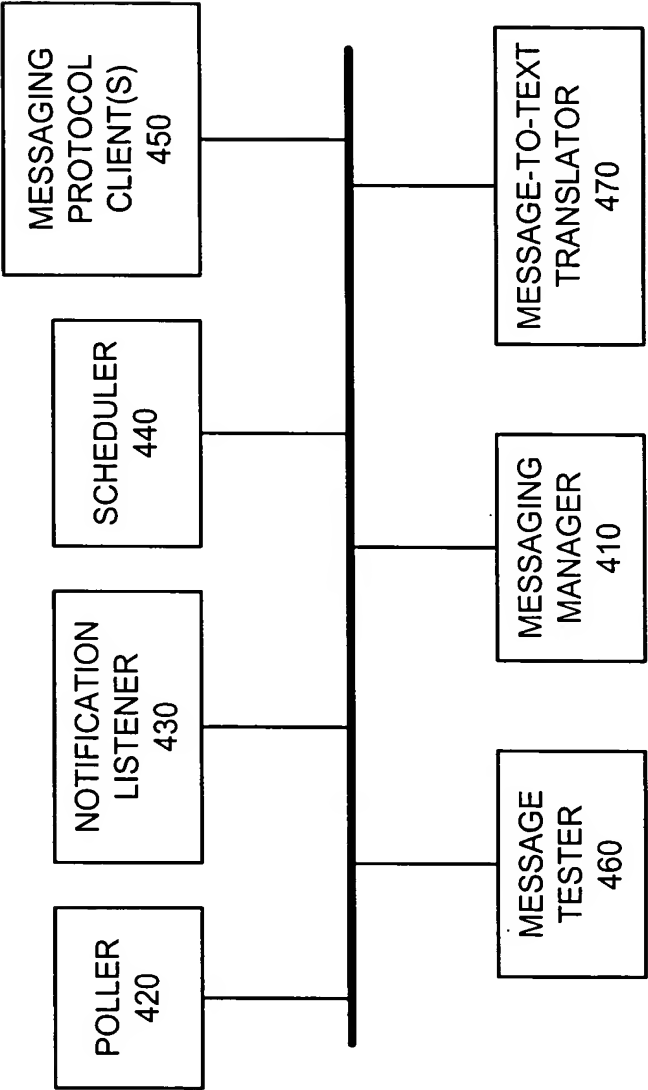 POLLER
420
NOTIFICATION
LISTENER
430
SCHEDULER
440
MESSAGING
PROTOCOL
CLIENT(S)
450
MESSAGE
TESTER
460
MESSAGING
MANAGER
410
MESSAGE-TO-TEXT
TRANSLATOR
470